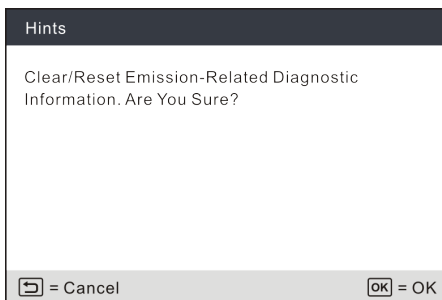 Hints
Clear/Reset Emission-Related Diagnostic
Information. Are You Sure?
= Cancel
OK = OK